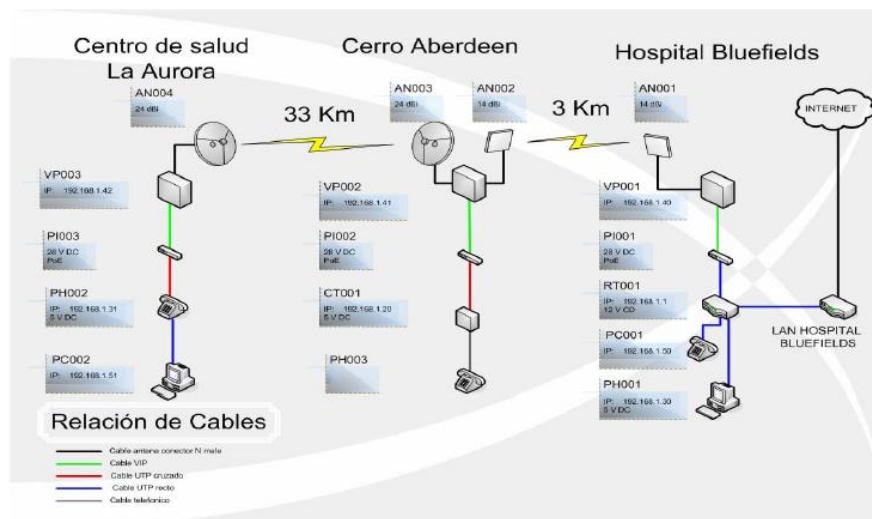 Centro de salud
La Aurora
Cerro Aberdeen
Hospital Bluefields
AN004
24 dBi
33 Km
AN003
24 dBi
AN002
14 dBi
3 Km
AN001
14 dBi
INTERNET
VP003
IP: 192.168.1.42
VP002
IP: 192.168.1.41
VP001
IP: 192.168.1.40
PI003
28 V DC
PoE
PI002
28 V DC
PoE
PI001
28 V DC
PoE
PH002
IP: 192.168.1.31
5 V DC
CT001
IP: 192.168.1.20
5 V DC
RT001
IP: 192.168.1.1
12 V CD
LAN HOSPITAL
BLUEFIELDS
PC002
IP: 192.168.1.51
PH003
PC001
IP: 192.168.1.50
PH001
IP: 192.168.1.30
5 V DC
Relación de Cables
Cable antena conector N male
Cable VIP
Cable UTP cruzado
Cable UTP recto
Cable telefonico